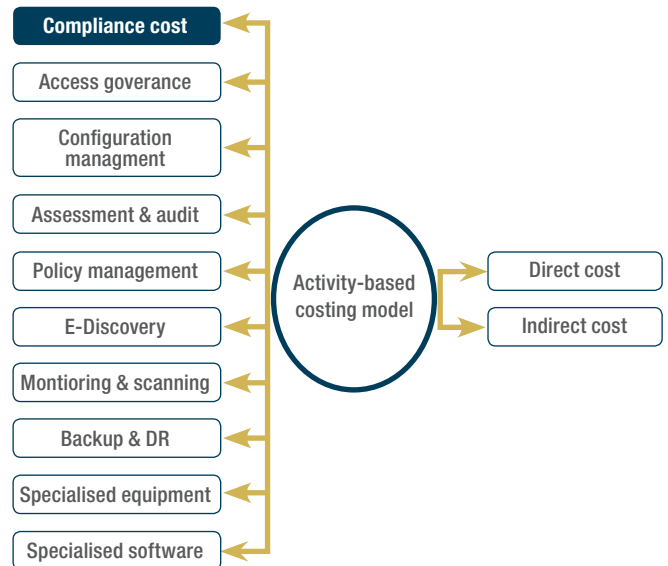 Compliance cost
Access goverance
Configuration
managment
Assessment & audit
Policy management
E-Discovery
Montioring & scanning
Backup & DR
Specialised equipment
Specialised software
Activity-based
costing model
Direct cost
Indirect cost